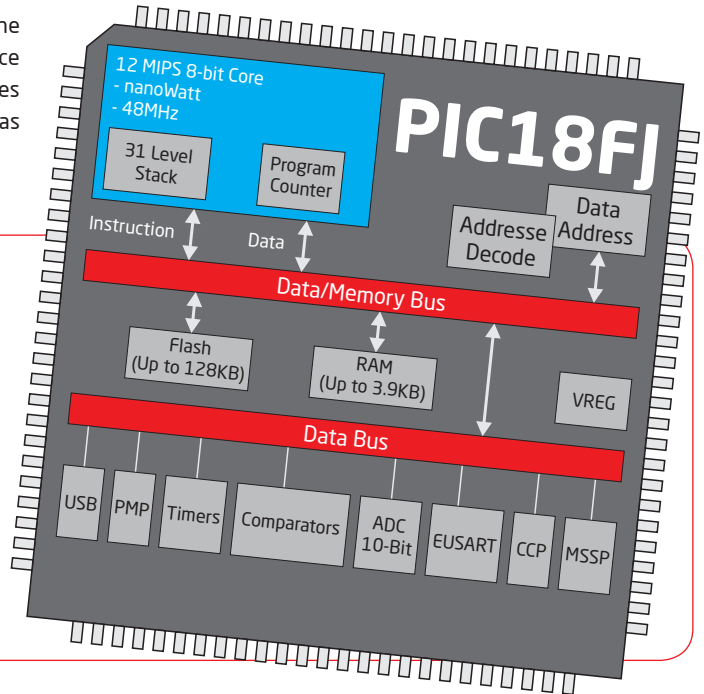 ne
ce
es
as
12 MIPS 8-bit Core
- nanoWatt
- 48MHz
PIC18FJ
31 Level
Stack
Program
Counter
Data
Address
Addresse
Decode
Instruction
Data
Data/Memory Bus
Flash
(Up to 128KB)
RAM
(Up to 3.9KB)
VREG
Data Bus
USB
PMP
Timers
Comparators
ADC
10-Bit
EUSART
CCP
MSSP